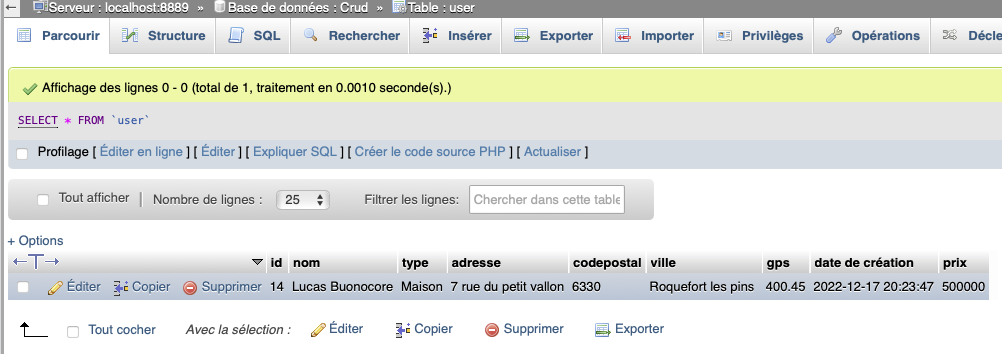 Serveur : localhost:8889 » Base de données : Crud » Table : user
Parcourir Structure SQL Rechercher Insérer Exporter Importer Privilèges Opérations Décle
Affichage des lignes 0 - 0 (total de 1, traitement en 0.0010 seconde(s).)
SELECT * FROM `user`
Profilage [ Éditer en ligne ] [ Éditer ] [ Expliquer SQL ] [ Créer le code source PHP ] [ Actualiser ]
Tout afficher | Nombre de lignes : 25 Filtrer les lignes: Chercher dans cette table
+ Options
id nom type adresse codepostal ville gps date de création prix
Éditer Copier Supprimer 14 Lucas Buonocore Maison 7 rue du petit vallon 6330 Roquefort les pins 400.45 2022-12-17 20:23:47 500000
Tout cocher Avec la sélection : Éditer Copier Supprimer Exporter